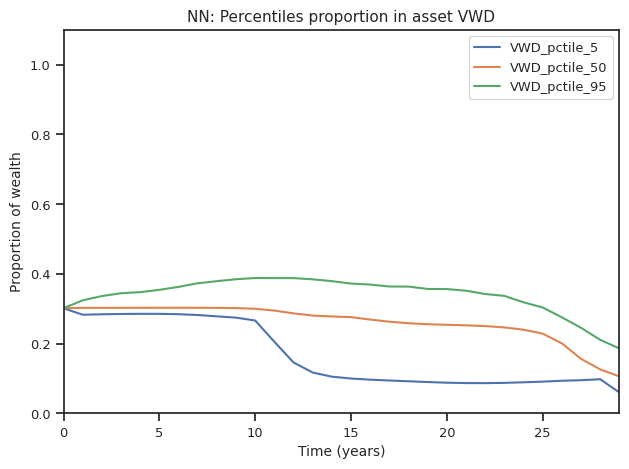 NN: Percentiles proportion in asset VWD
VWD_pctile_5
VWD_pctile_50
VWD_pctile_95
Proportion of wealth
1.0
0.8
0.6
0.4
0.2
0.0
0 5 10 15 20 25
Time (years)